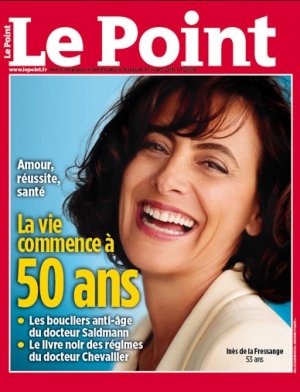 Le Point
Le Point
www.lepoint.fr
Amour,
réussite,
santé
La vie
commence à
50 ans
• Les boucliers anti-âge
du docteur Saldmann
• Le livre noir des régimes
du docteur Chevallier
Inès de la Fressange
53 ans